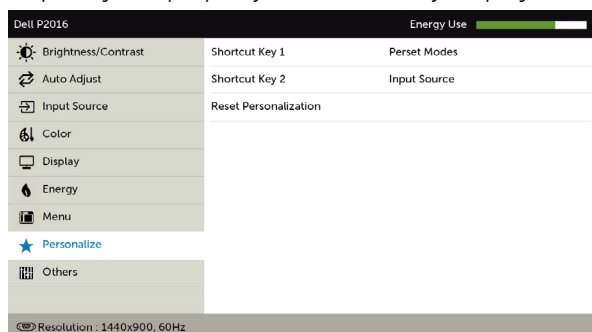 Dell P2016 Energy Use
Brightness/Contrast Shortcut Key 1 Perset Modes
Auto Adjust Shortcut Key 2 Input Source
Input Source Reset Personalization
Color
Display
Energy
Menu
Personalize
Others
Resolution : 1440x900, 60Hz